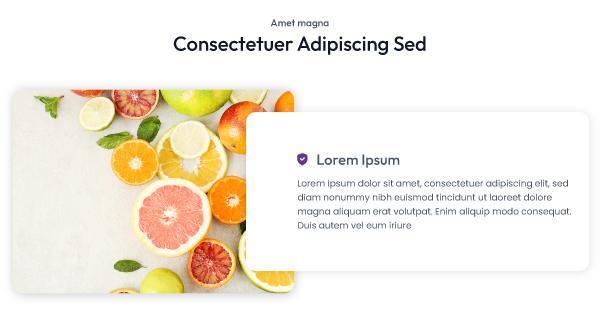 Amet magna
Consectetuer Adipiscing Sed
Lorem Ipsum
Lorem ipsum dolor sit amet, consectetuer adipiscing elit, sed
diam nonummy nibh euismod tincidunt ut laoreet dolore
magna aliquam erat volutpat. Enim aliquip modo consequat.
Duis autem vel eum iriure